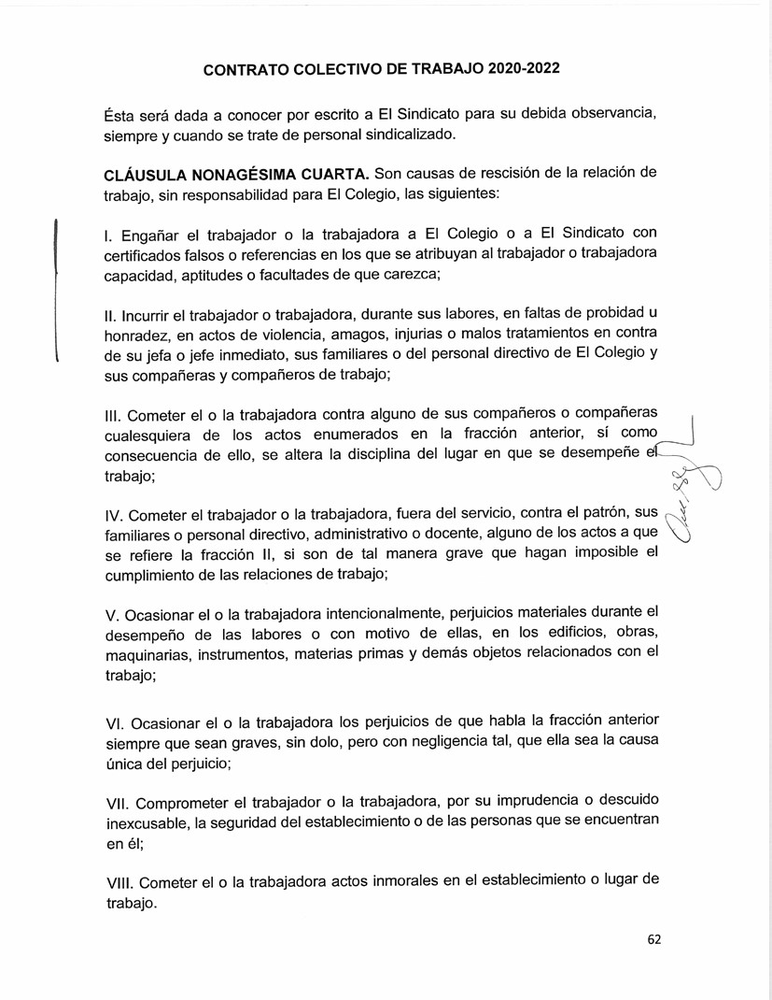 CONTRATO COLECTIVO DE TRABAJO 2020-2022
Ésta será dada a conocer por escrito a El Sindicato para su debida observancia,
siempre y cuando se trate de personal sindicalizado.
CLÁUSULA NONAGÉSIMA CUARTA. Son causas de rescisión de la relación de
trabajo, sin responsabilidad para El Colegio, las siguientes:
I. Engañar el trabajador o la trabajadora a El Colegio o a El Sindicato con
certificados falsos o referencias en los que se atribuyan al trabajador o trabajadora
capacidad, aptitudes o facultades de que carezca;
II. Incurrir el trabajador o trabajadora, durante sus labores, en faltas de probidad u
honradez, en actos de violencia, amagos, injurias o malos tratamientos en contra
de su jefa o jefe inmediato, sus familiares o del personal directivo de El Colegio y
sus compañeras y compañeros de trabajo;
III. Cometer el o la trabajadora contra alguno de sus compañeros o compañeras
cualesquiera de los actos enumerados en la fracción anterior, sí como
consecuencia de ello, se altera la disciplina del lugar en que se desempeñe el
trabajo;
IV. Cometer el trabajador o la trabajadora, fuera del servicio, contra el patrón, sus
familiares o personal directivo, administrativo o docente, alguno de los actos a que
se refiere la fracción II, si son de tal manera grave que hagan imposible el
cumplimiento de las relaciones de trabajo;
V. Ocasionar el o la trabajadora intencionalmente, perjuicios materiales durante el
desempeño de las labores o con motivo de ellas, en los edificios, obras,
maquinarias, instrumentos, materias primas y demás objetos relacionados con el
trabajo;
VI. Ocasionar el o la trabajadora los perjuicios de que habla la fracción anterior
siempre que sean graves, sin dolo, pero con negligencia tal, que ella sea la causa
única del perjuicio;
VII. Comprometer el trabajador o la trabajadora, por su imprudencia o descuido
inexcusable, la seguridad del establecimiento o de las personas que se encuentran
en él;
VIII. Cometer el o la trabajadora actos inmorales en el establecimiento o lugar de
trabajo.
62